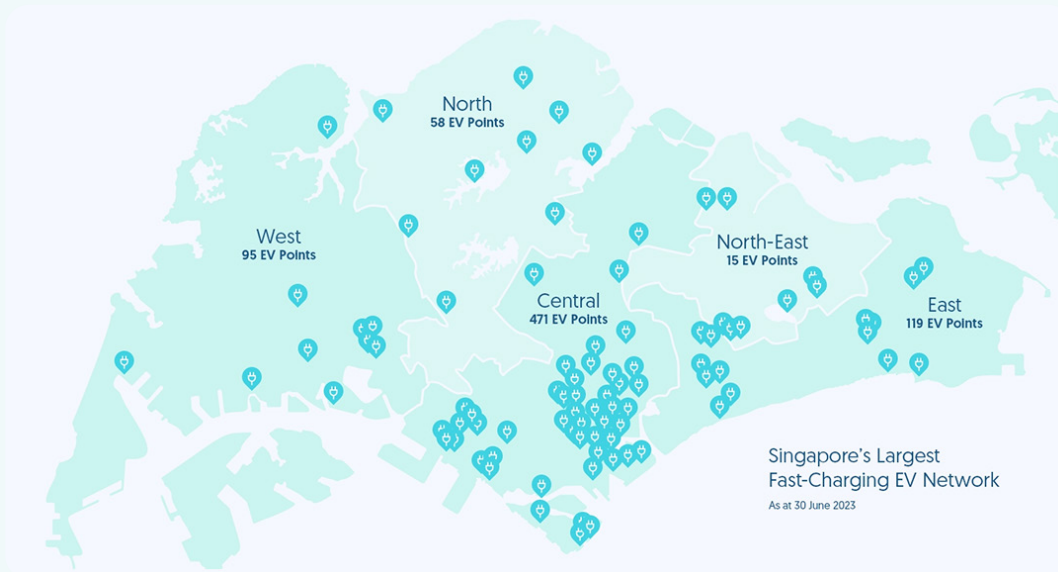 North
58 EV Points
West
95 EV Points
North-East
15 EV Points
Central
471 EV Points
East
119 EV Points
Singapore's Largest
Fast-Charging EV Network
As at 30 June 2023